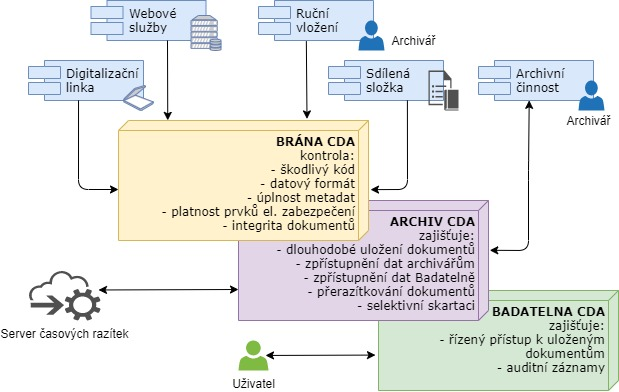 Webové
služby
Ruční
vložení
Archivář
Digitalizační
linka
Sdílená
složka
Archivní
činnost
Archivář
BRÁNA CDA
kontrola:
- škodlivý kód
- datový formát
- úplnost metadat
- platnost prvků el. zabezpečení
- integrita dokumentů
ARCHIV CDA
zajišťuje:
- dlouhodobé uložení dokumentů
- zpřístupnění dat archivářům
- zpřístupnění dat Badatelně
- přerazítkování dokumentů
- selektivní skartaci
Server časových razítek
BADATELNA CDA
zajišťuje:
- řízený přístup k uloženým
dokumentům
- auditní záznamy
Uživatel